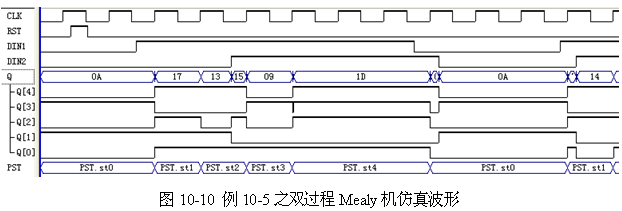 CLK
RST
DIN1
DIN2
Q 0A 17 13 15 09 1D 0A 14
Q[4]
Q[3]
Q[2]
Q[1]
Q[0]
PST PST.st0 PST.st1 PST.st2 PST.st3 PST.st4 PST.st0 PST.st1
图 10-10 例 10-5 之双过程 Mealy 机仿真波形